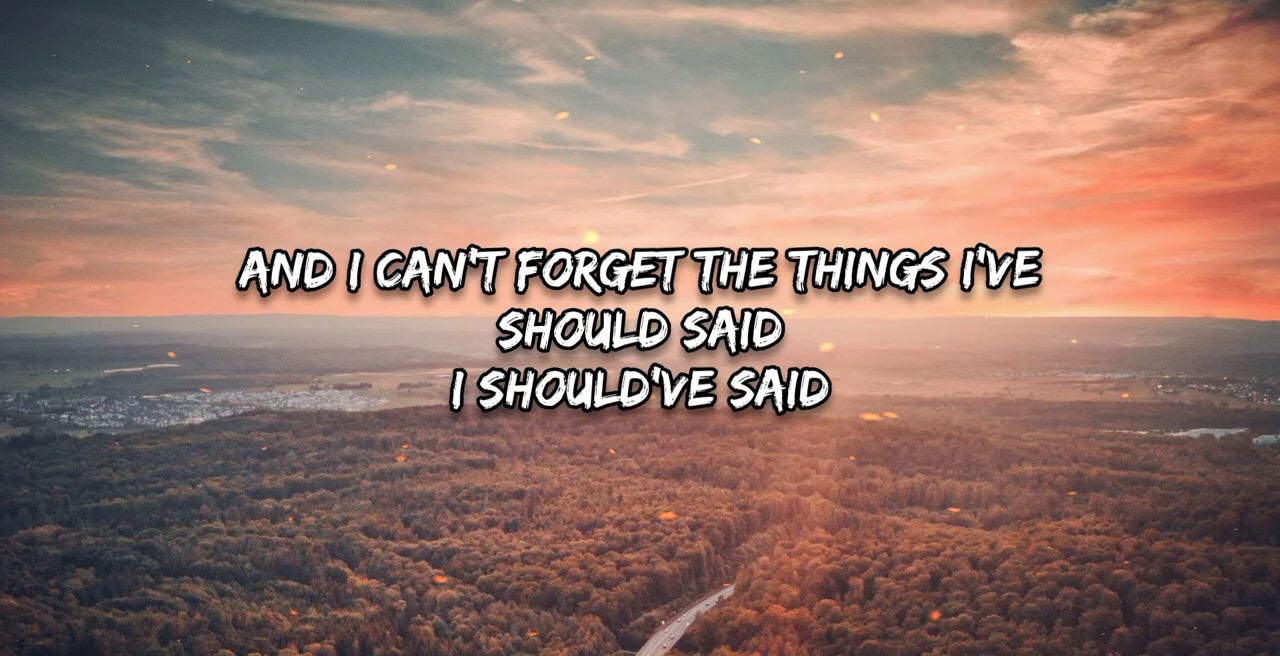 AND I CAN'T FORGET THE THINGS I'VE
SHOULD SAID
I SHOULD'VE SAID